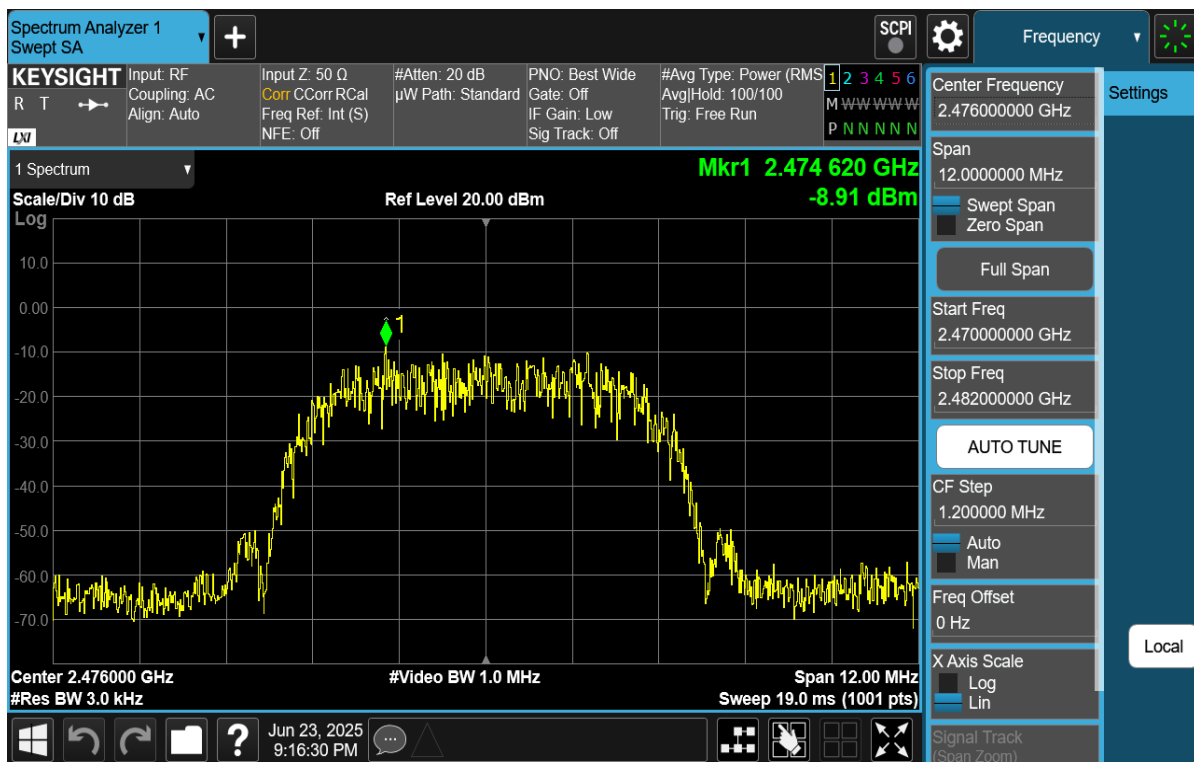 Spectrum Analyzer 1
Swept SA
+
SCPI
Frequency
KEYSIGHT
R T
LXI
Input: RF
Coupling: AC
Align: Auto
Input Z: 50 Ω
Corr CCorr RCal
Freq Ref: Int (S)
NFE: Off
#Atten: 20 dB
µW Path: Standard
PNO: Best Wide
Gate: Off
IF Gain: Low
Sig Track: Off
#Avg Type: Power (RMS
Avg|Hold: 100/100
Trig: Free Run
1 2 3 4 5 6
M W W W W W
P N N N N N
1 Spectrum
Mkr1 2.474 620 GHz
-8.91 dBm
Scale/Div 10 dB
Ref Level 20.00 dBm
Log
10.0
0.00
-10.0
-20.0
-30.0
-40.0
-50.0
-60.0
-70.0
1
Center 2.476000 GHz
#Video BW 1.0 MHz
Span 12.00 MHz
#Res BW 3.0 kHz
Sweep 19.0 ms (1001 pts)
Center Frequency
2.476000000 GHz
Span
12.0000000 MHz
Swept Span
Zero Span
Full Span
Start Freq
2.470000000 GHz
Stop Freq
2.482000000 GHz
AUTO TUNE
CF Step
1.200000 MHz
Auto
Man
Freq Offset
0 Hz
X Axis Scale
Log
Lin
Signal Track
(Span Zoom)
Settings
Local
?
Jun 23, 2025
9:16:30 PM